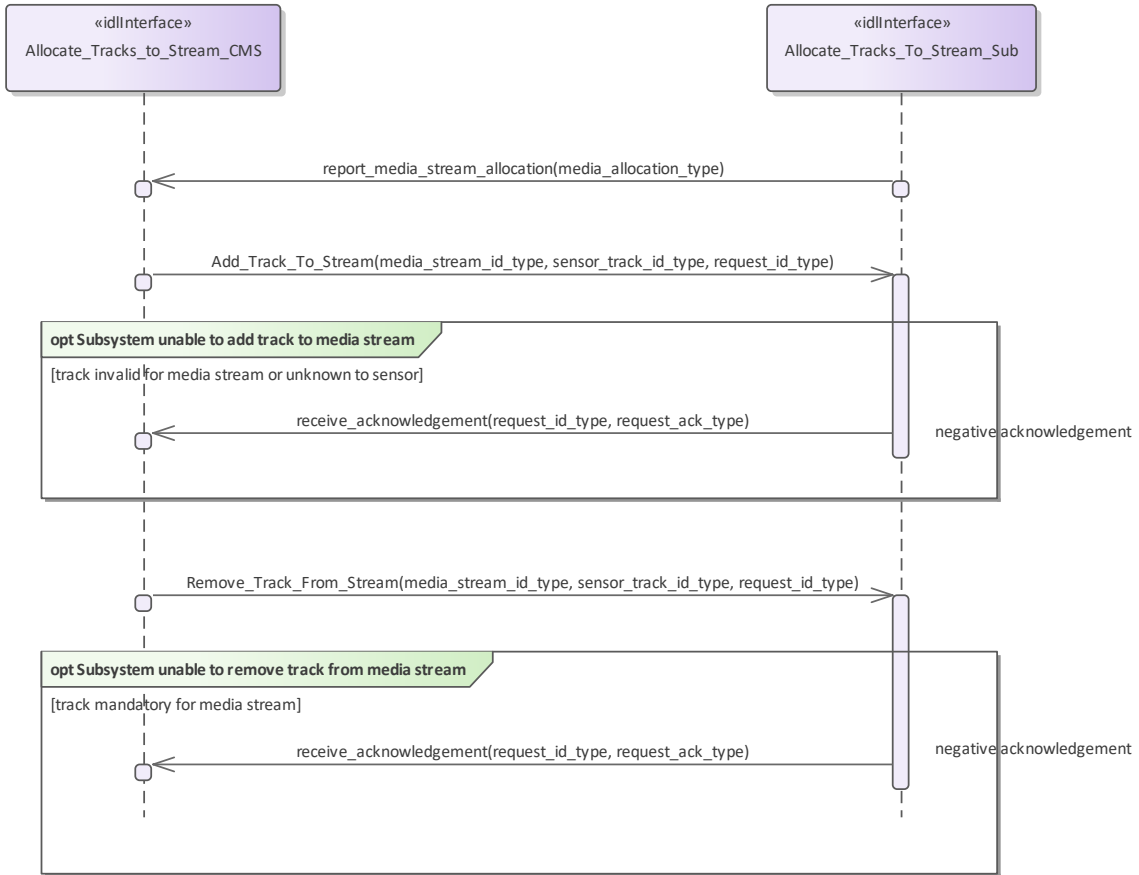 «idlInterface»
Allocate_Tracks_to_Stream_CMS
«idlInterface»
Allocate_Tracks_To_Stream_Sub
report_media_stream_allocation(media_allocation_type)
Add_Track_To_Stream(media_stream_id_type, sensor_track_id_type, request_id_type)
opt Subsystem unable to add track to media stream
[track invalid for media stream or unknown to sensor]
receive_acknowledgement(request_id_type, request_ack_type)
negative acknowledgement
Remove_Track_From_Stream(media_stream_id_type, sensor_track_id_type, request_id_type)
opt Subsystem unable to remove track from media stream
[track mandatory for media stream]
receive_acknowledgement(request_id_type, request_ack_type)
negative acknowledgement